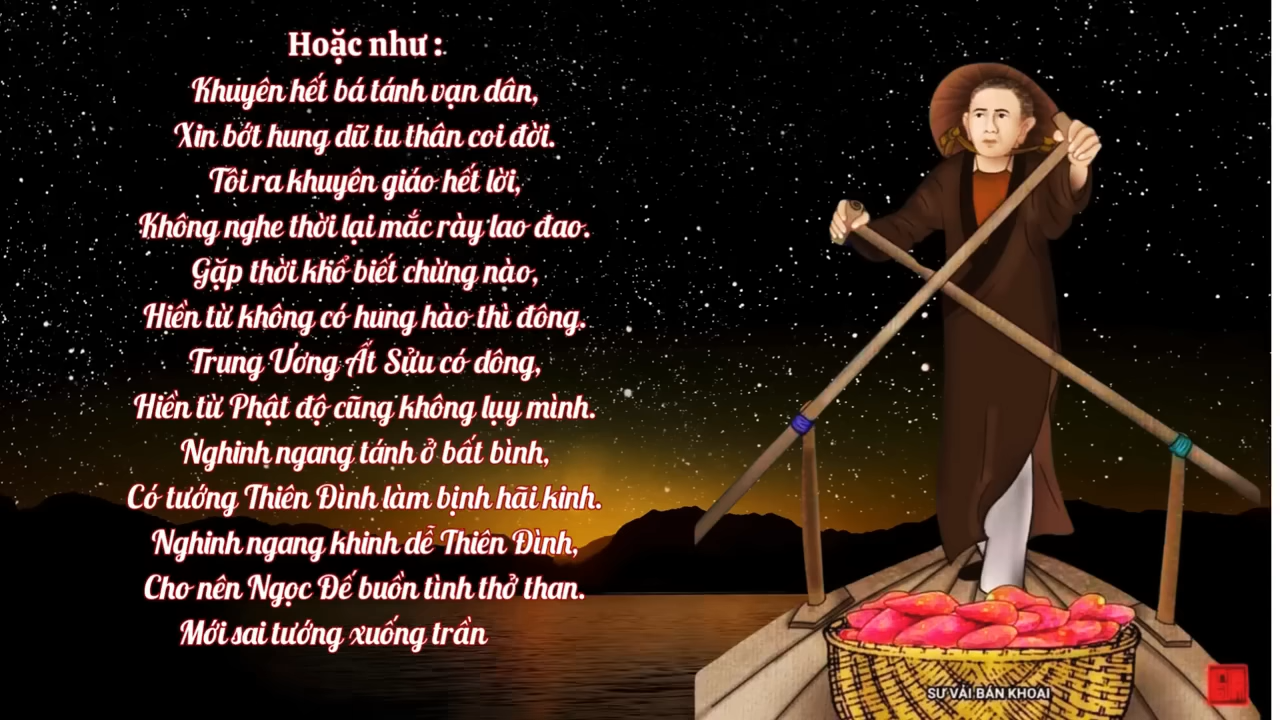 Hoặc như :
Khuyên hết bá tánh vạn dân,
Xin bớt hung dữ tu thân coi đời.
Tôi ra khuyên giáo hết lời,
Không nghe thời lại mắc rày lao đao.
Gặp thời khổ biết chừng nào,
Hiền từ không có hung hào thì đông.
Trung Ương Ất Sửu có dông,
Hiền từ Phật độ cũng không lụy mình.
Nghinh ngang tánh ở bất bình,
Có tướng Thiên Đình làm bịnh hãi kinh.
Nghinh ngang khinh dễ Thiên Đình,
Cho nên Ngọc Đế buồn tình thở than.
Mới sai tướng xuống trần
SƯ VÃI BÁN KHOAI